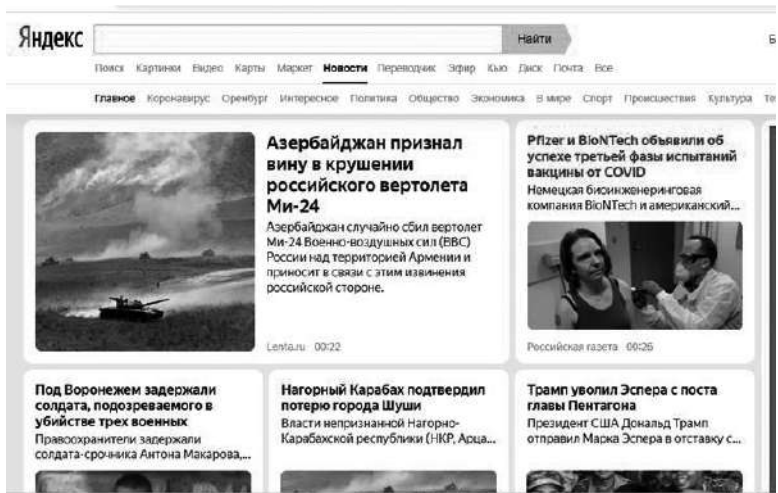 Яндекс
Найти
Поиск Картинки Видео Карты Маркет Новости Переводчик Эфир Кью Диск Почта Все
Главное Коронавирус Оренбург Интересное Политика Общество Экономика В мире Спорт Происшествия Культура
Азербайджан признал
вину в крушении
российского вертолета
Ми-24
Азербайджан случайно сбил вертолет
Ми-24 Военно-воздушных сил (ВВС)
России над территорией Армении и
приносит в связи с этим извинения
российской стороне.
Lenta.ru 00:22
Pfizer и BioNTech объявили об
успехе третьей фазы испытаний
вакцины от COVID
Немецкая биоинженеринговая
компания BioNTech и американский...
Российская газета 00:26
Под Воронежем задержали
солдата, подозреваемого в
убийстве трех военных
Правоохранители задержали
солдата-срочника Антона Макарова,...
Нагорный Карабах подтвердил
потерю города Шуши
Власти непризнанной Нагорно-
Карабахской республики (НКР, Арца...
Трамп уволил Эспера с поста
главы Пентагона
Президент США Дональд Трамп
отправил Марка Эспера в отставку с...